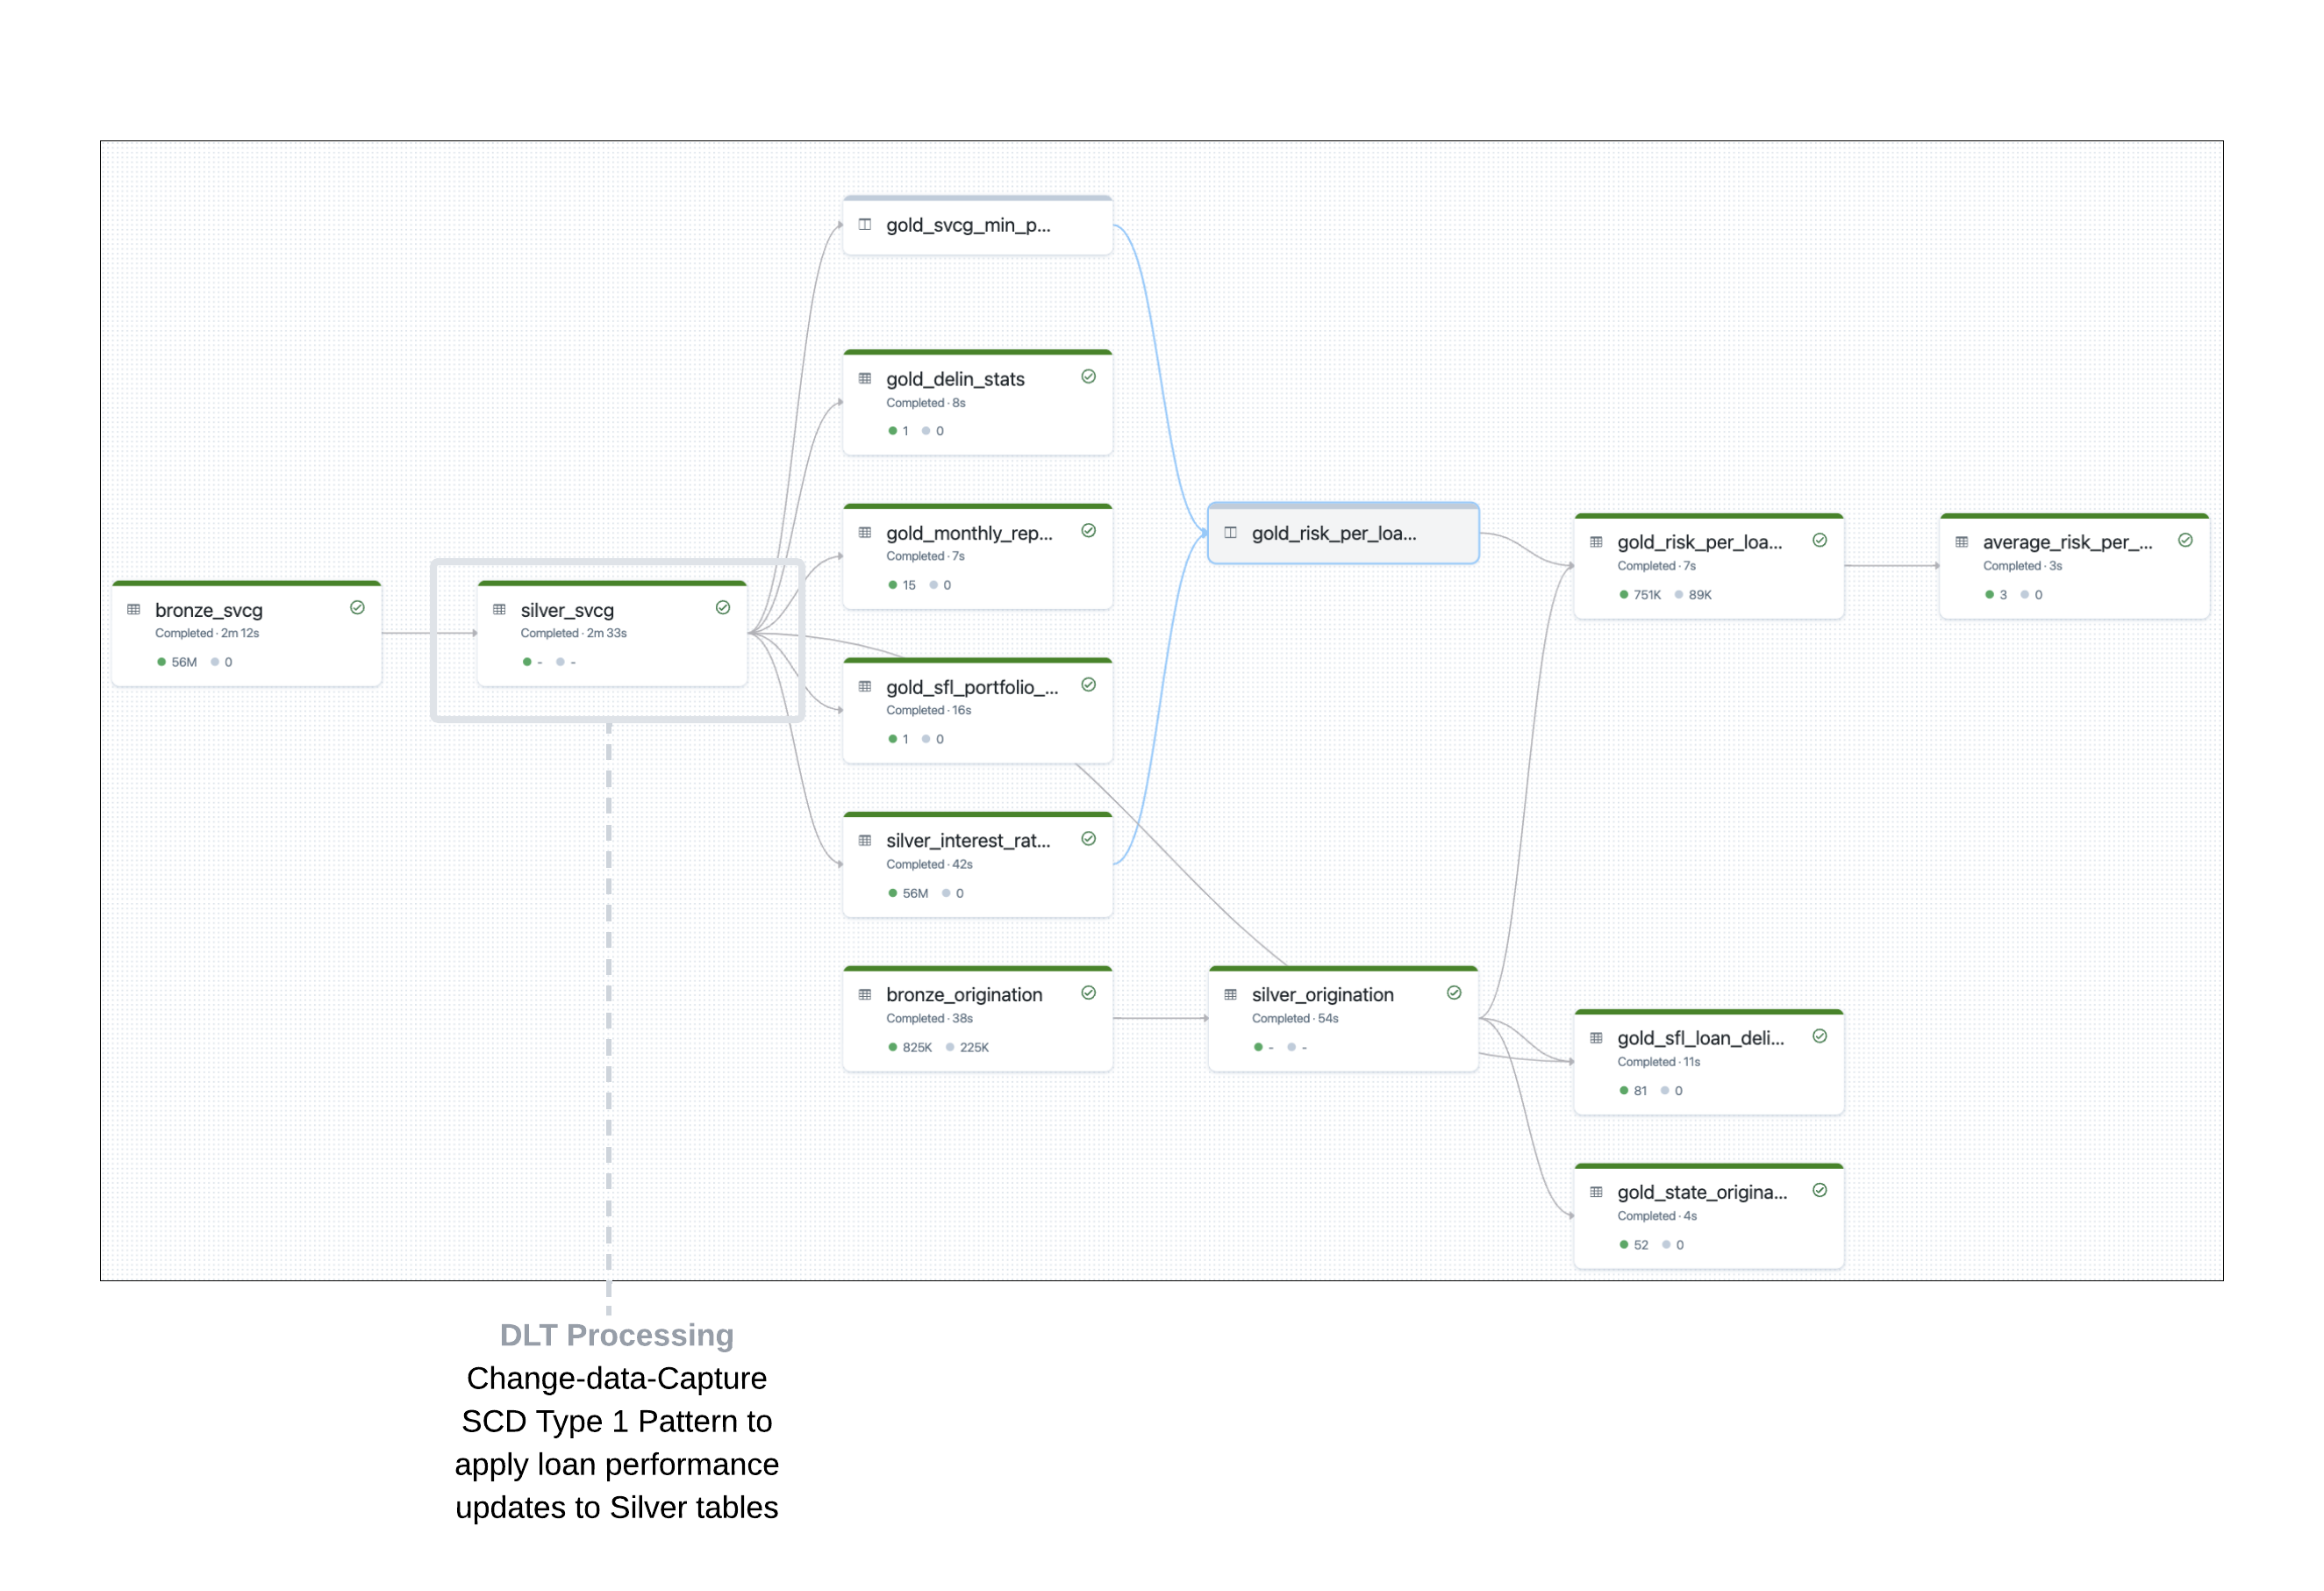 gold_svcg_min_p...
gold_delin_stats
Completed · 8s
1 0
gold_monthly_rep...
Completed · 7s
15 0
gold_risk_per_loa...
gold_risk_per_loa...
Completed · 7s
751K 89K
average_risk_per_...
Completed · 3s
3 0
bronze_svcg
Completed · 2m 12s
56M 0
silver_svcg
Completed · 2m 33s
- -
gold_sfl_portfolio_...
Completed · 16s
1 0
silver_interest_rat...
Completed · 42s
56M 0
bronze_origination
Completed · 38s
825K 225K
silver_origination
Completed · 54s
- -
gold_sfl_loan_deli...
Completed · 11s
81 0
gold_state_origina...
Completed · 4s
52 0
DLT Processing
Change-data-Capture
SCD Type 1 Pattern to
apply loan performance
updates to Silver tables